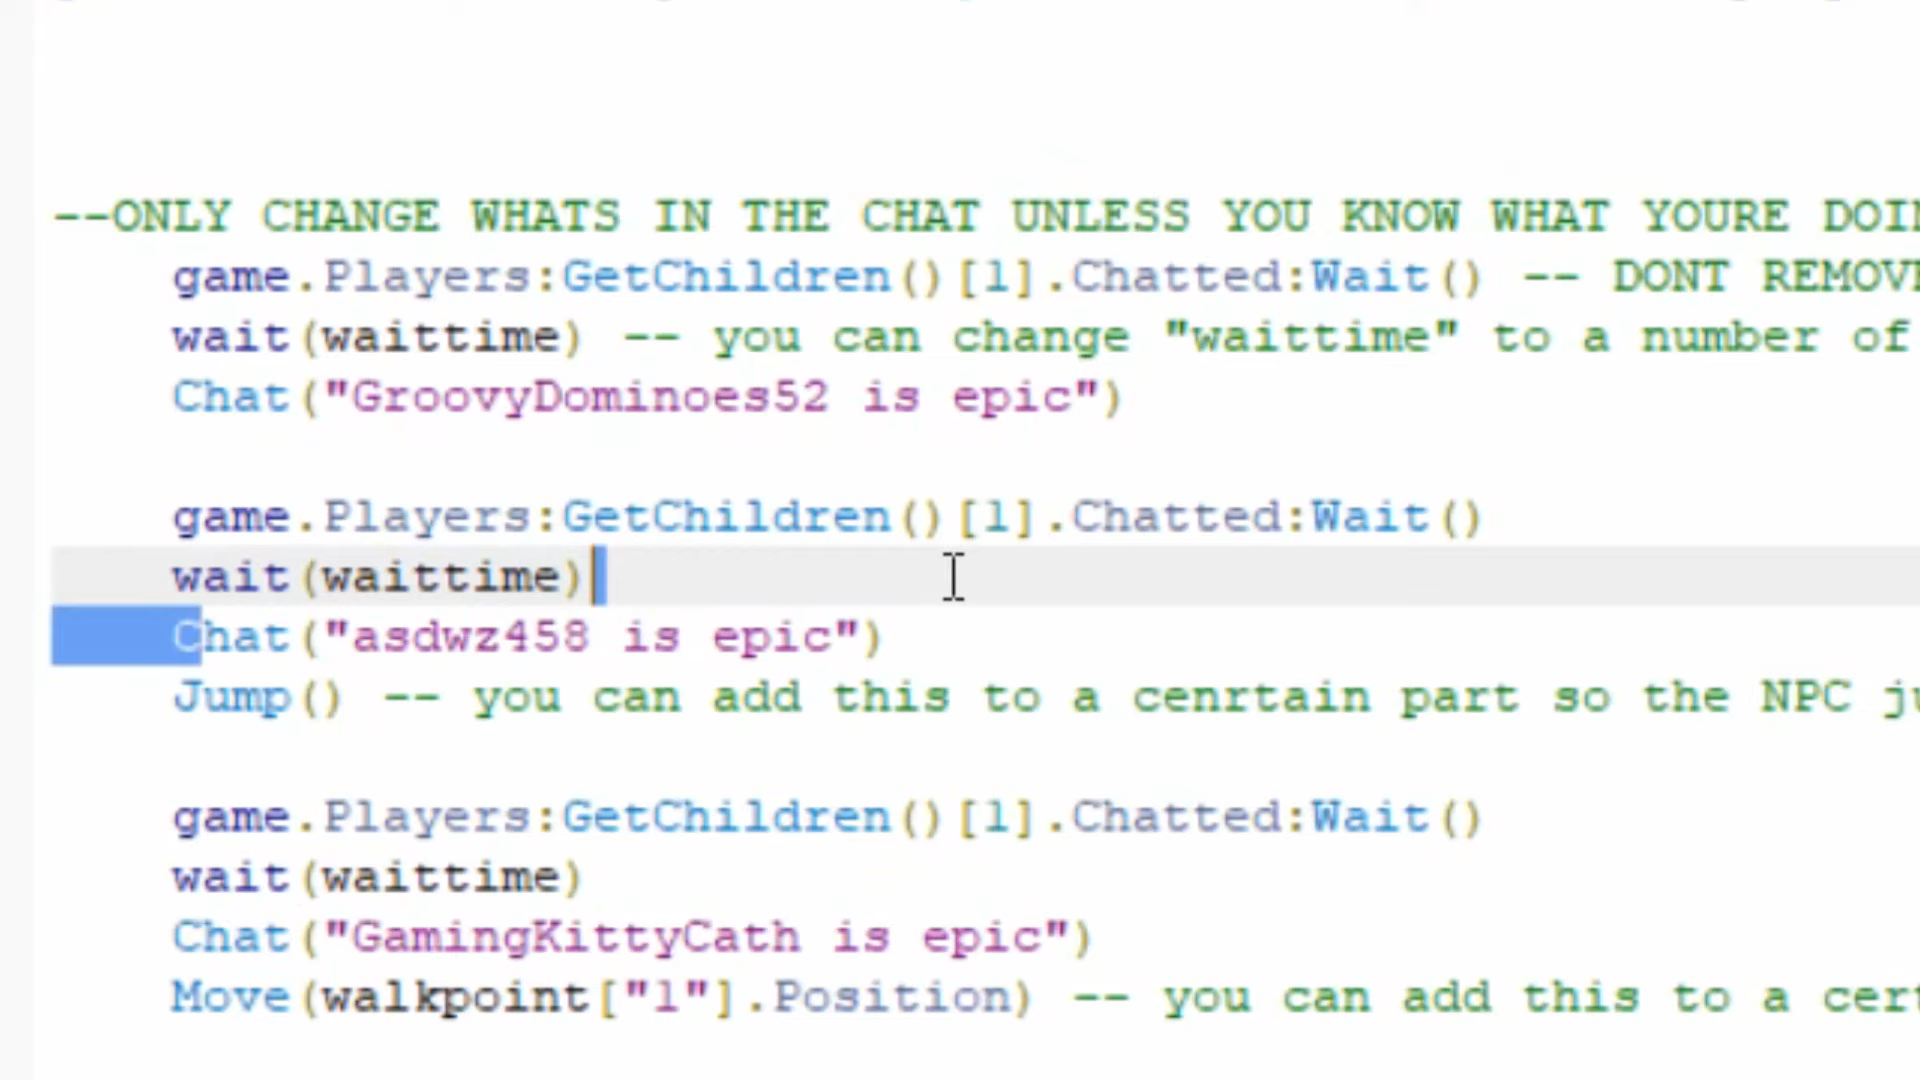 --ONLY CHANGE WHATS IN THE CHAT UNLESS YOU KNOW WHAT YOURE
game.Players:GetChildren()[1].Chatted:Wait() -- DONT REMOVE
wait(waittime) -- you can change "waittime" to a number of
Chat("GroovyDominoes52 is epic")
game.Players:GetChildren()[1].Chatted:Wait()
wait(waittime)
Chat("asdwz458 is epic")
Jump() -- you can add this to a cenrtain part so the NPC
game.Players:GetChildren()[1].Chatted:Wait()
wait(waittime)
Chat("GamingKittyCath is epic")
Move(walkpoint["1"].Position) -- you can add this to a